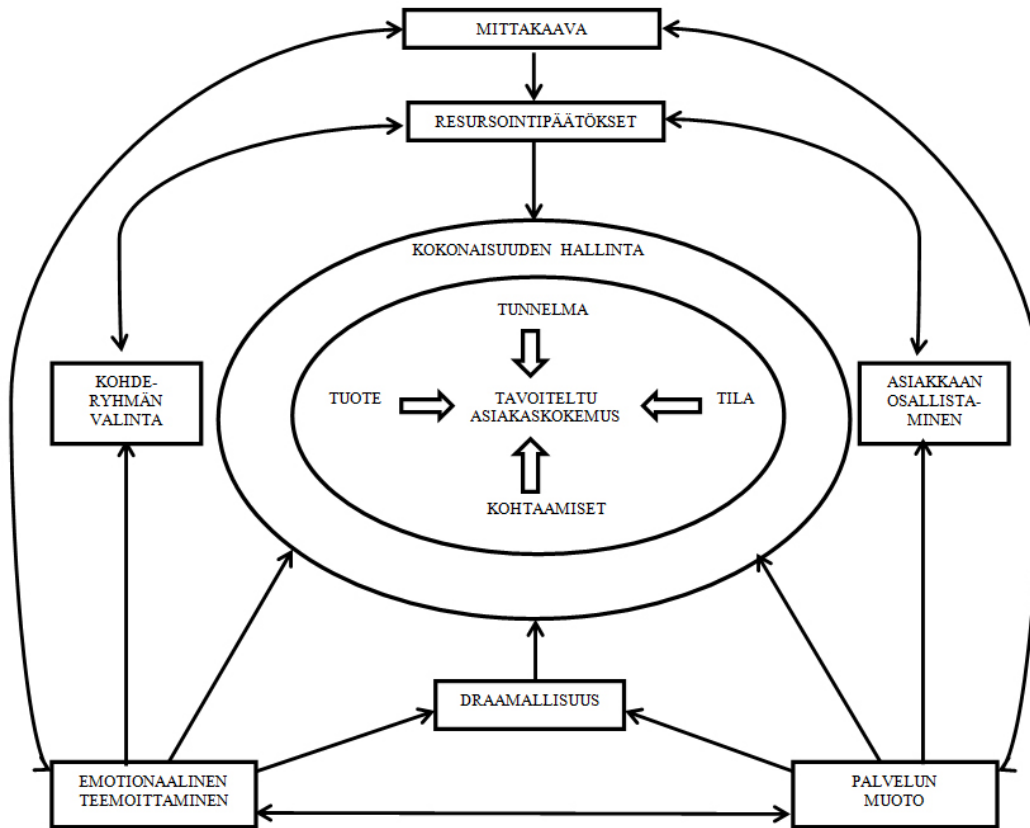 MITTAKAAVA
RESURSOINTIPÄÄTÖKSET
KOKONAISUUDEN HALLINTA
TUNNELMA
KOHDE-
RYHMÄN
VALINTA
TUOTE
TAVOITELTU
ASIAKASKOKEMUS
TILA
ASIAKKAAN
OSALLISTA-
MINEN
KOHTAAMISET
DRAAMALLISUUS
EMOTIONAALINEN
TEEMOITTAMINEN
PALVELUN
MUOTO